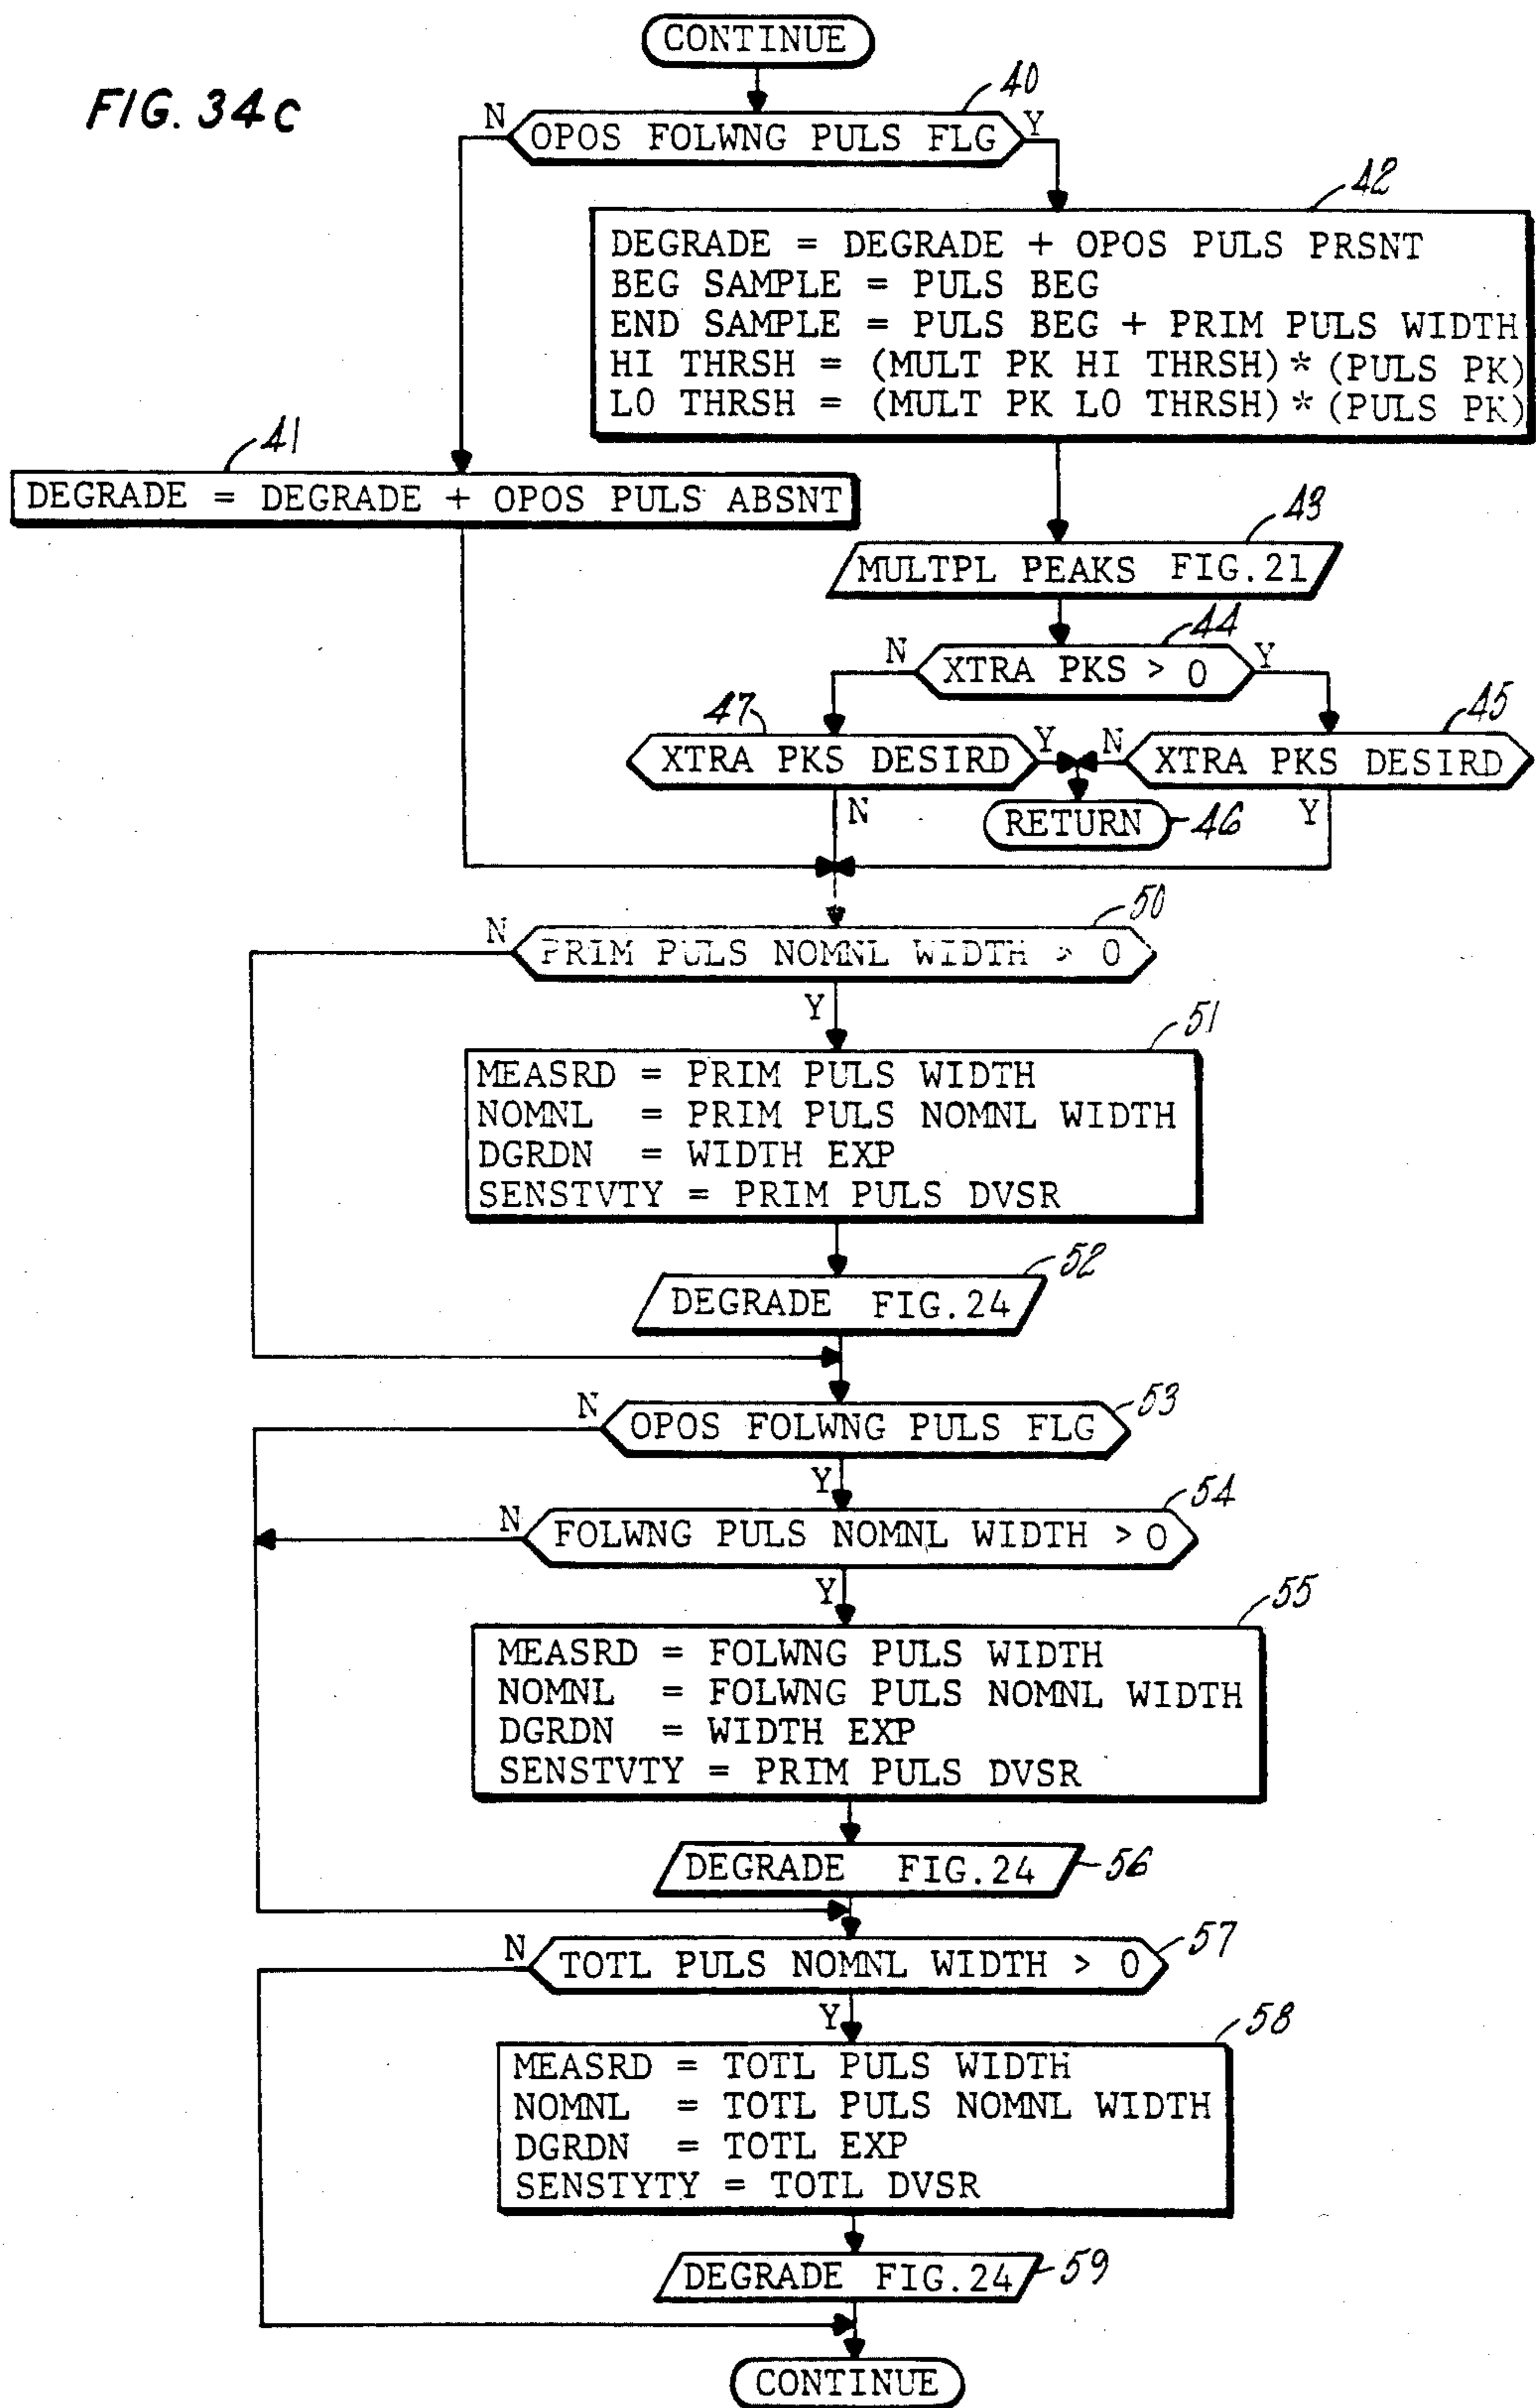 CONTINUE
FIG. 34c
40
N
OPOS FOLWNG PULS FLG
Y
42
DEGRADE = DEGRADE + OPOS PULS PRSNT
BEG SAMPLE = PULS BEG
END SAMPLE = PULS BEG + PRIM PULS WIDTH
HI THRSH = (MULT PK HI THRSH) * (PULS PK)
LO THRSH = (MULT PK LO THRSH) * (PULS PK)
41
DEGRADE = DEGRADE + OPOS PULS ABSNT
43
MULTPL PEAKS FIG.21
44
N
XTRA PKS > 0
Y
47
45
XTRA PKS DESIRD
Y
N
XTRA PKS DESIRD
N
RETURN
46
Y
50
N
PRIM PULS NOMNL WIDTH > 0
Y
51
MEASRD = PRIM PULS WIDTH
NOMNL = PRIM PULS NOMNL WIDTH
DGRDN = WIDTH EXP
SENSTVTY = PRIM PULS DVSR
52
DEGRADE FIG.24
53
N
OPOS FOLWNG PULS FLG
Y
54
N
FOLWNG PULS NOMNL WIDTH > 0
Y
55
MEASRD = FOLWNG PULS WIDTH
NOMNL = FOLWNG PULS NOMNL WIDTH
DGRDN = WIDTH EXP
SENSTVTY = PRIM PULS DVSR
DEGRADE FIG.24
56
N
TOTL PULS NOMNL WIDTH > 0
57
Y
58
MEASRD = TOTL PULS WIDTH
NOMNL = TOTL PULS NOMNL WIDTH
DGRDN = TOTL EXP
SENSTYTY = TOTL DVSR
DEGRADE FIG.24
59
CONTINUE